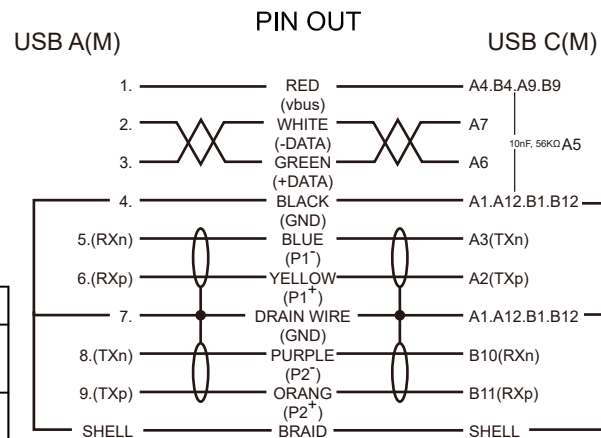 PIN OUT
USB A(M) USB C(M)
1. RED A4.B4.A9.B9
(vbus)
2. WHITE A7
(-DATA) 10nF, 56KΩ A5
3. GREEN A6
(+DATA)
4. BLACK A1.A12.B1.B12
(GND)
5.(RXn) BLUE A3(TXn)
(P1-)
6.(RXp) YELLOW A2(TXp)
(P1+)
7. DRAIN WIRE A1.A12.B1.B12
(GND)
8.(TXn) PURPLE B10(RXn)
(P2-)
9.(TXp) ORANG B11(RXp)
(P2+)
SHELL BRAID SHELL